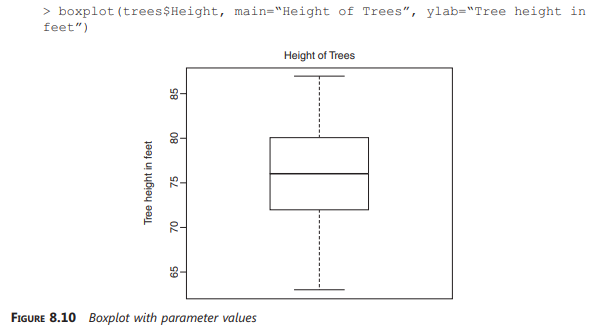 > boxplot(trees$Height, main=“Height of Trees”, ylab=“Tree height in
feet”)
Height of Trees
Tree height in feet
85
80
75
70
65
FIGURE 8.10 Boxplot with parameter values